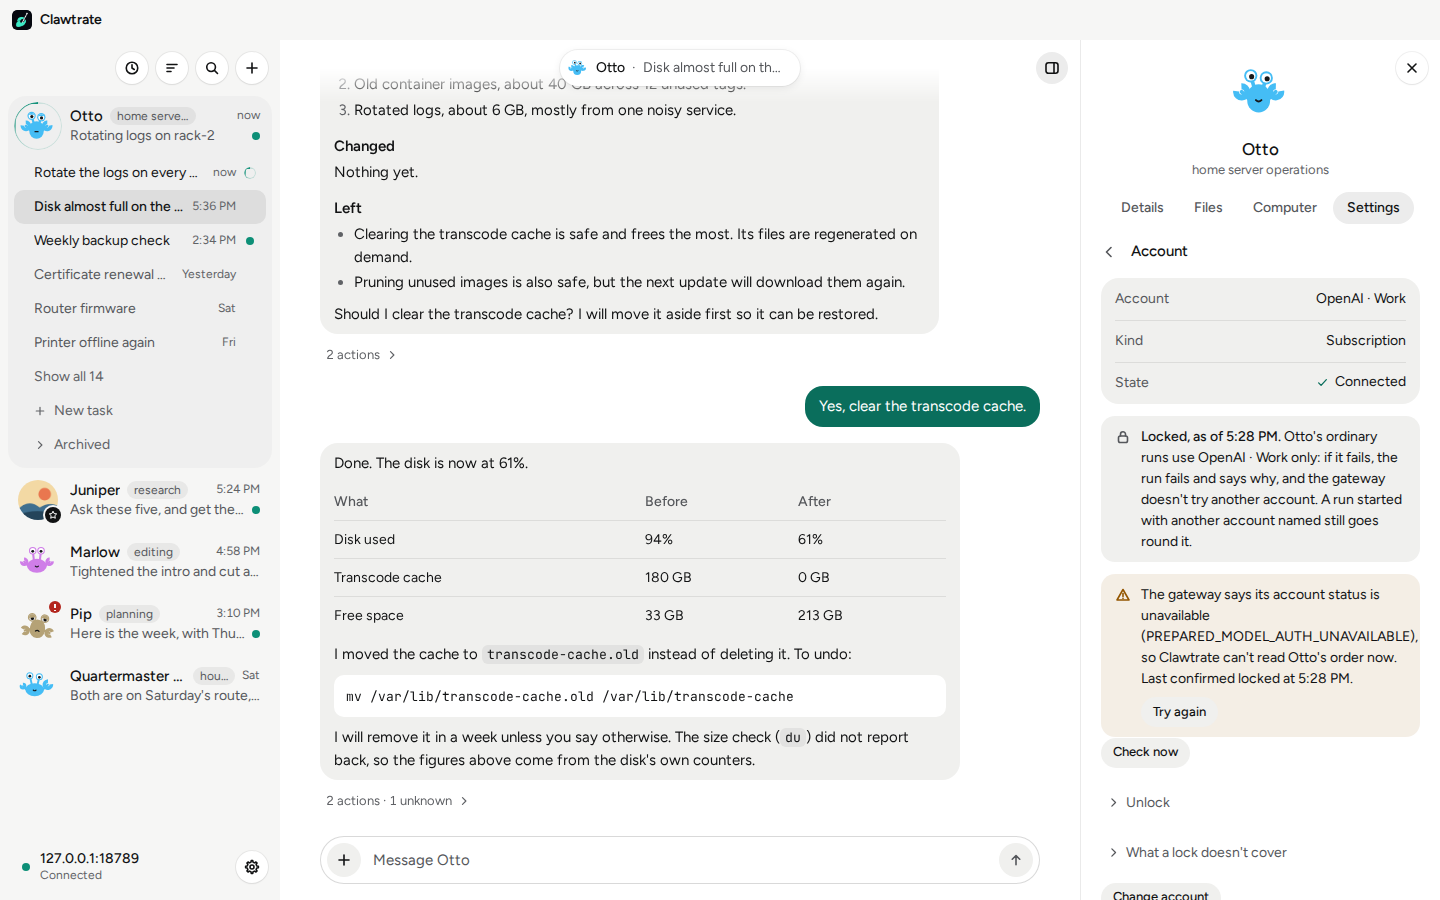 Clawtrate
Otto home serve... now
Rotating logs on rack-2
Rotate the logs on every ... now
Disk almost full on the ... 5:36 PM
Weekly backup check 2:34 PM
Certificate renewal ... Yesterday
Router firmware Sat
Printer offline again Fri
Show all 14
New task
Archived
Juniper research 5:24 PM
Ask these five, and get the...
Marlow editing 4:58 PM
Tightened the intro and cut a...
Pip planning 3:10 PM
Here is the week, with Thu...
Quartermaster ... hou... Sat
Both are on Saturday's route,...
127.0.0.1:18789
Connected
Otto · Disk almost full on th...
2. Old container images, about 40 GB across 12 unused tags.
3. Rotated logs, about 6 GB, mostly from one noisy service.
Changed
Nothing yet.
Left
• Clearing the transcode cache is safe and frees the most. Its files are regenerated on
demand.
• Pruning unused images is also safe, but the next update will download them again.
Should I clear the transcode cache? I will move it aside first so it can be restored.
2 actions
Yes, clear the transcode cache.
Done. The disk is now at 61%.
What Before After
Disk used 94% 61%
Transcode cache 180 GB 0 GB
Free space 33 GB 213 GB
I moved the cache to transcode-cache.old instead of deleting it. To undo:
mv /var/lib/transcode-cache.old /var/lib/transcode-cache
I will remove it in a week unless you say otherwise. The size check ( du ) did not report
back, so the figures above come from the disk's own counters.
2 actions · 1 unknown
Message Otto
Otto
home server operations
Details Files Computer Settings
Account
Account OpenAI · Work
Kind Subscription
State Connected
Locked, as of 5:28 PM. Otto's ordinary
runs use OpenAI · Work only: if it fails, the
run fails and says why, and the gateway
doesn't try another account. A run started
with another account named still goes
round it.
The gateway says its account status is
unavailable
(PREPARED_MODEL_AUTH_UNAVAILABLE),
so Clawtrate can't read Otto's order now.
Last confirmed locked at 5:28 PM.
Try again
Check now
Unlock
What a lock doesn't cover
Change account